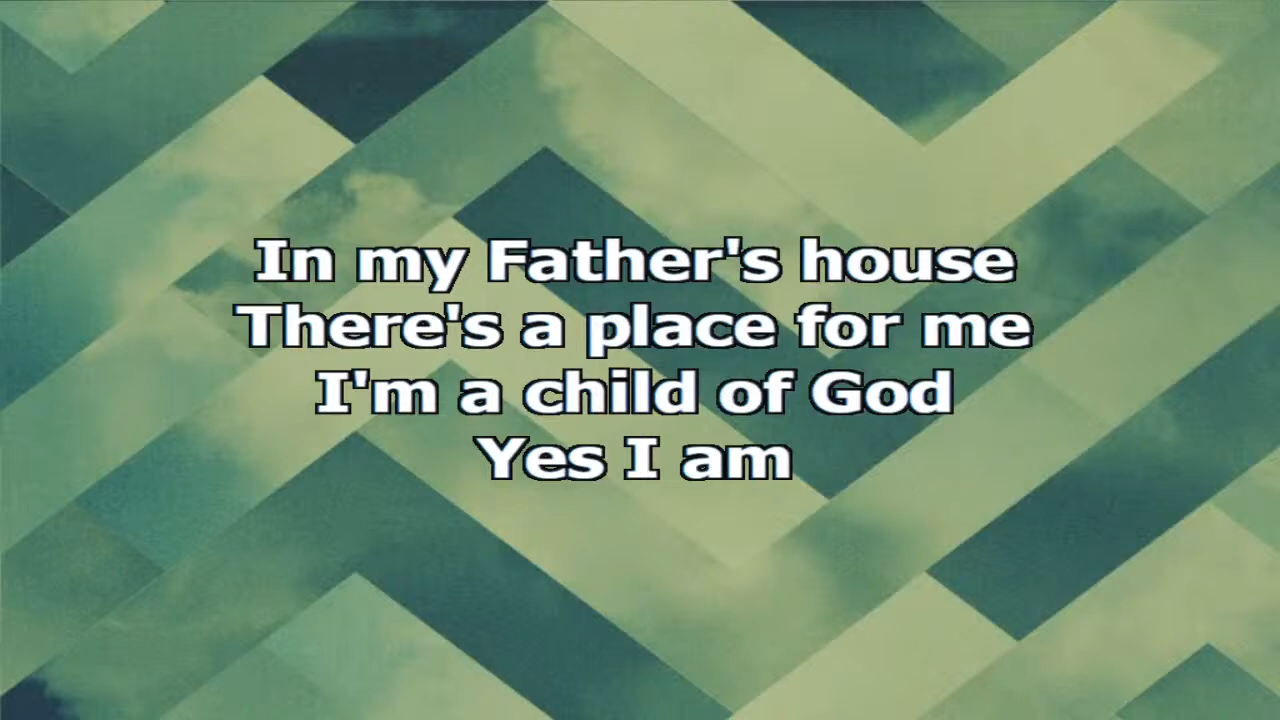 In my Father's house
There's a place for me
I'm a child of God
Yes I am